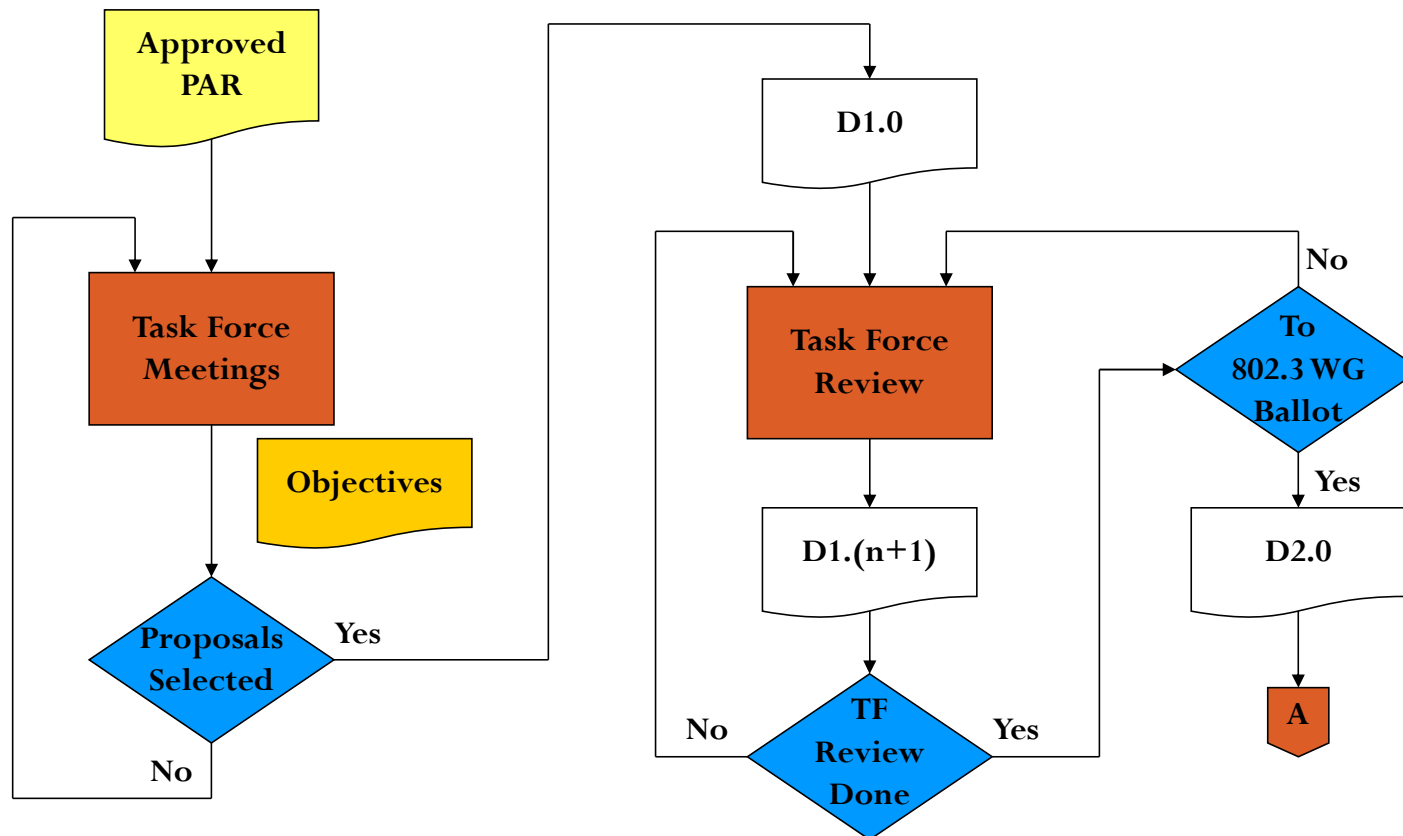 Approved
PAR
Task Force
Meetings
Objectives
Proposals
Selected
Yes
No
D1.0
Task Force
Review
D1.(n+1)
TF
Review
Done
No
Yes
To
802.3 WG
Ballot
No
Yes
D2.0
A